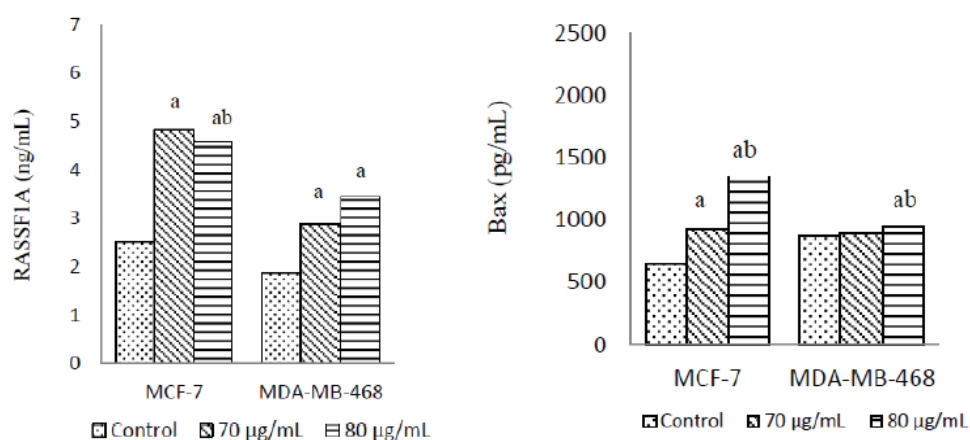 RASSF1A (ng/mL)
7
6
5
4
3
2
1
0
a
ab
a
a
MCF-7
MDA-MB-468
Control
70 µg/mL
80 µg/mL
Bax (pg/mL)
2500
2000
1500
1000
500
0
a
ab
ab
MCF-7
MDA-MB-468
Control
70 µg/mL
80 µg/mL